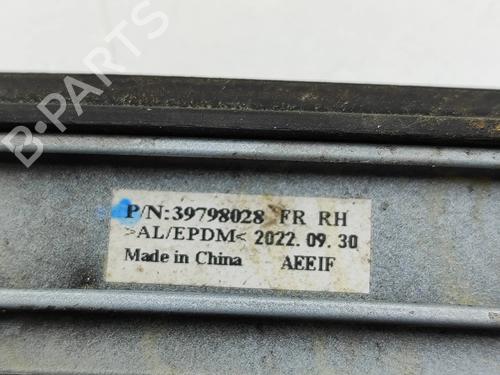 B-PARTS
P/N:39798028 FR RH
>AL/EPDM< 2022.09.30
Made in China AEEIF